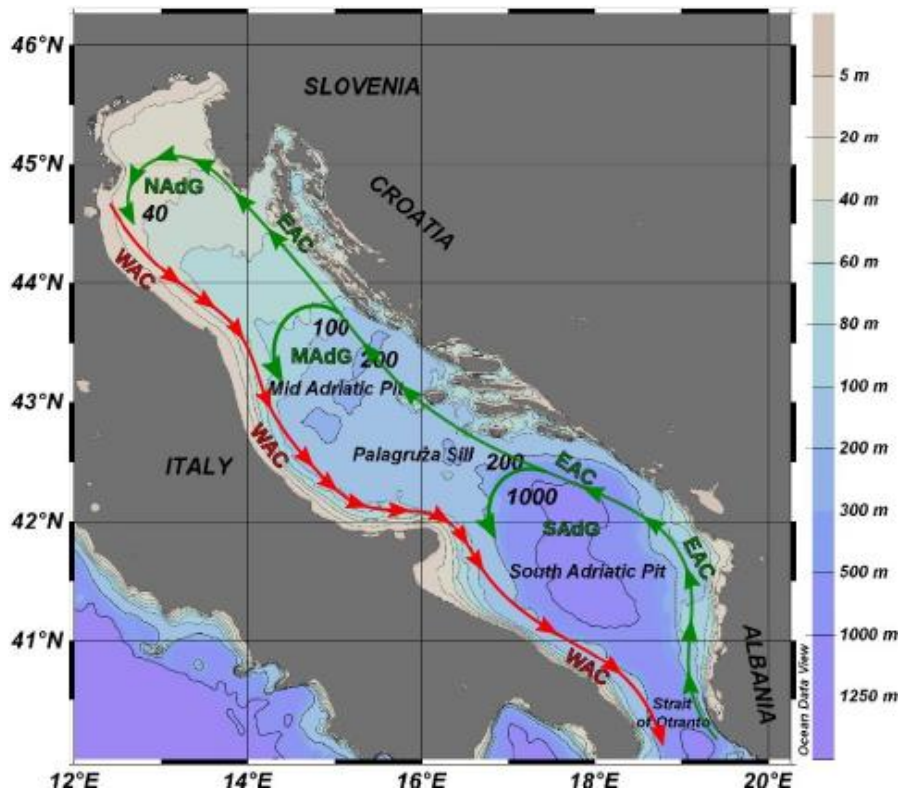 46°N
45°N
44°N
43°N
42°N
41°N
12°E
14°E
16°E
18°E
20°E
SLOVENIA
CROATIA
ITALY
ALBANIA
NAdG
40
EAC
WAC
100
MAdG
200
Mid Adriatic Pit
WAC
Palagruža Sill
200
EAC
1000
SAdG
EAC
South Adriatic Pit
WAC
Strait
of Otranto
Ocean Data View
5 m
20 m
40 m
60 m
80 m
100 m
200 m
300 m
500 m
1000 m
1250 m